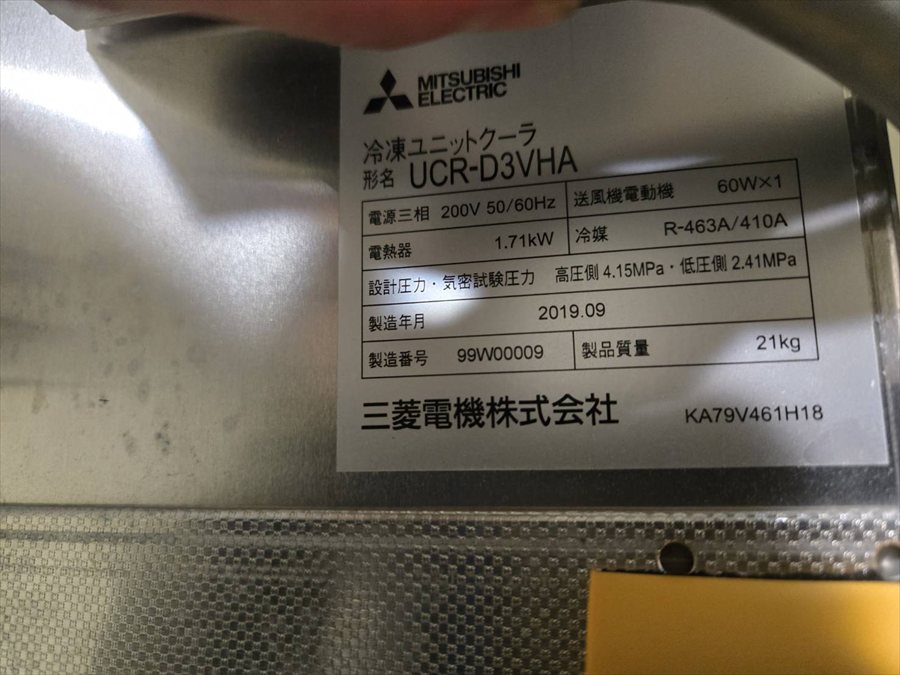 MITSUBISHI
ELECTRIC
冷凍ユニットクーラ
形名 UCR-D3VHA
電源三相 200V 50/60Hz 送風機電動機 60W×1
電熱器 1.71kW 冷媒 R-463A/410A
設計圧力・気密試験圧力 高圧側 4.15MPa・低圧側 2.41MPa
製造年月 2019.09
製造番号 99W00009 製品質量 21kg
三菱電機株式会社 KA79V461H18